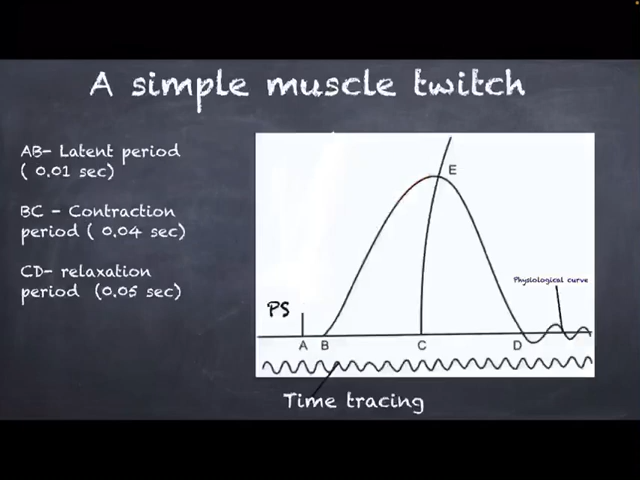 A simple muscle twitch
AB- Latent period
( 0.01 sec)
BC - Contraction
period ( 0.04 sec)
CD- relaxation
period (0.05 sec)
E
Physiological curve
PS
A B C D
Time tracing